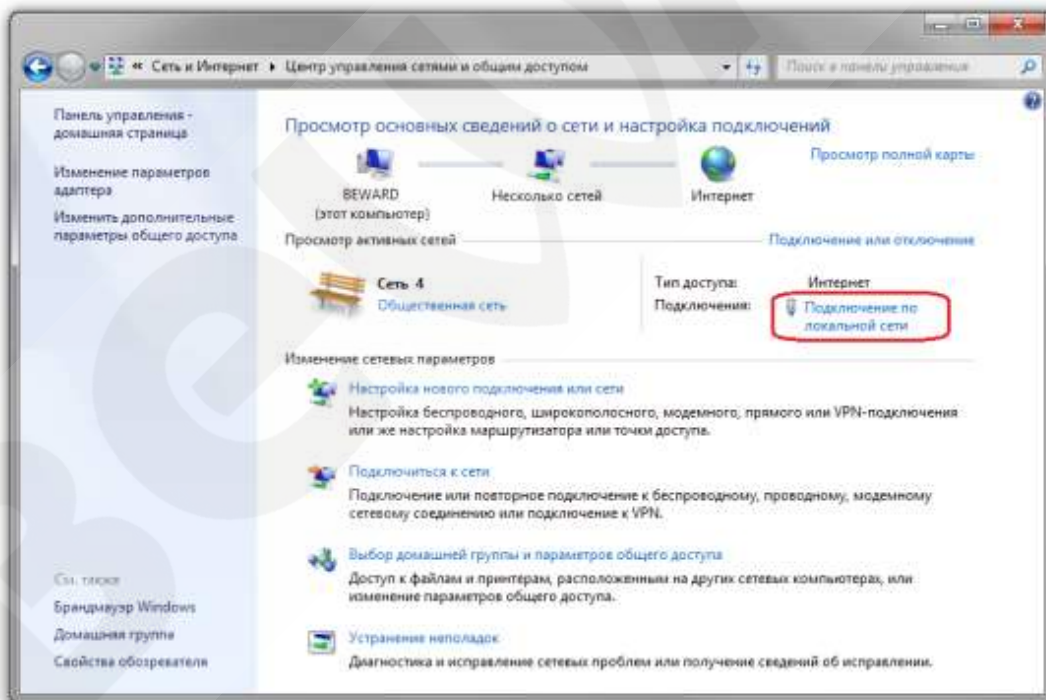 « Сеть и Интернет ▸ Центр управления сетями и общим доступом
Поиск в панели управления
Панель управления -
домашняя страница
Изменение параметров
адаптера
Изменить дополнительные
параметры общего доступа
См. также
Брандмауэр Windows
Домашняя группа
Свойства обозревателя
Просмотр основных сведений о сети и настройка подключений
BEWARD
(этот компьютер)
Несколько сетей
Интернет
Просмотр полной карты
Просмотр активных сетей
Подключение или отключение
Сеть 4
Общественная сеть
Тип доступа: Интернет
Подключения: Подключение по
локальной сети
Изменение сетевых параметров
Настройка нового подключения или сети
Настройка беспроводного, широкополосного, модемного, прямого или VPN-подключения
или же настройка маршрутизатора или точки доступа.
Подключиться к сети
Подключение или повторное подключение к беспроводному, проводному, модемному
сетевому соединению или подключение к VPN.
Выбор домашней группы и параметров общего доступа
Доступ к файлам и принтерам, расположенным на других сетевых компьютерах, или
изменение параметров общего доступа.
Устранение неполадок
Диагностика и исправление сетевых проблем или получение сведений об исправлении.